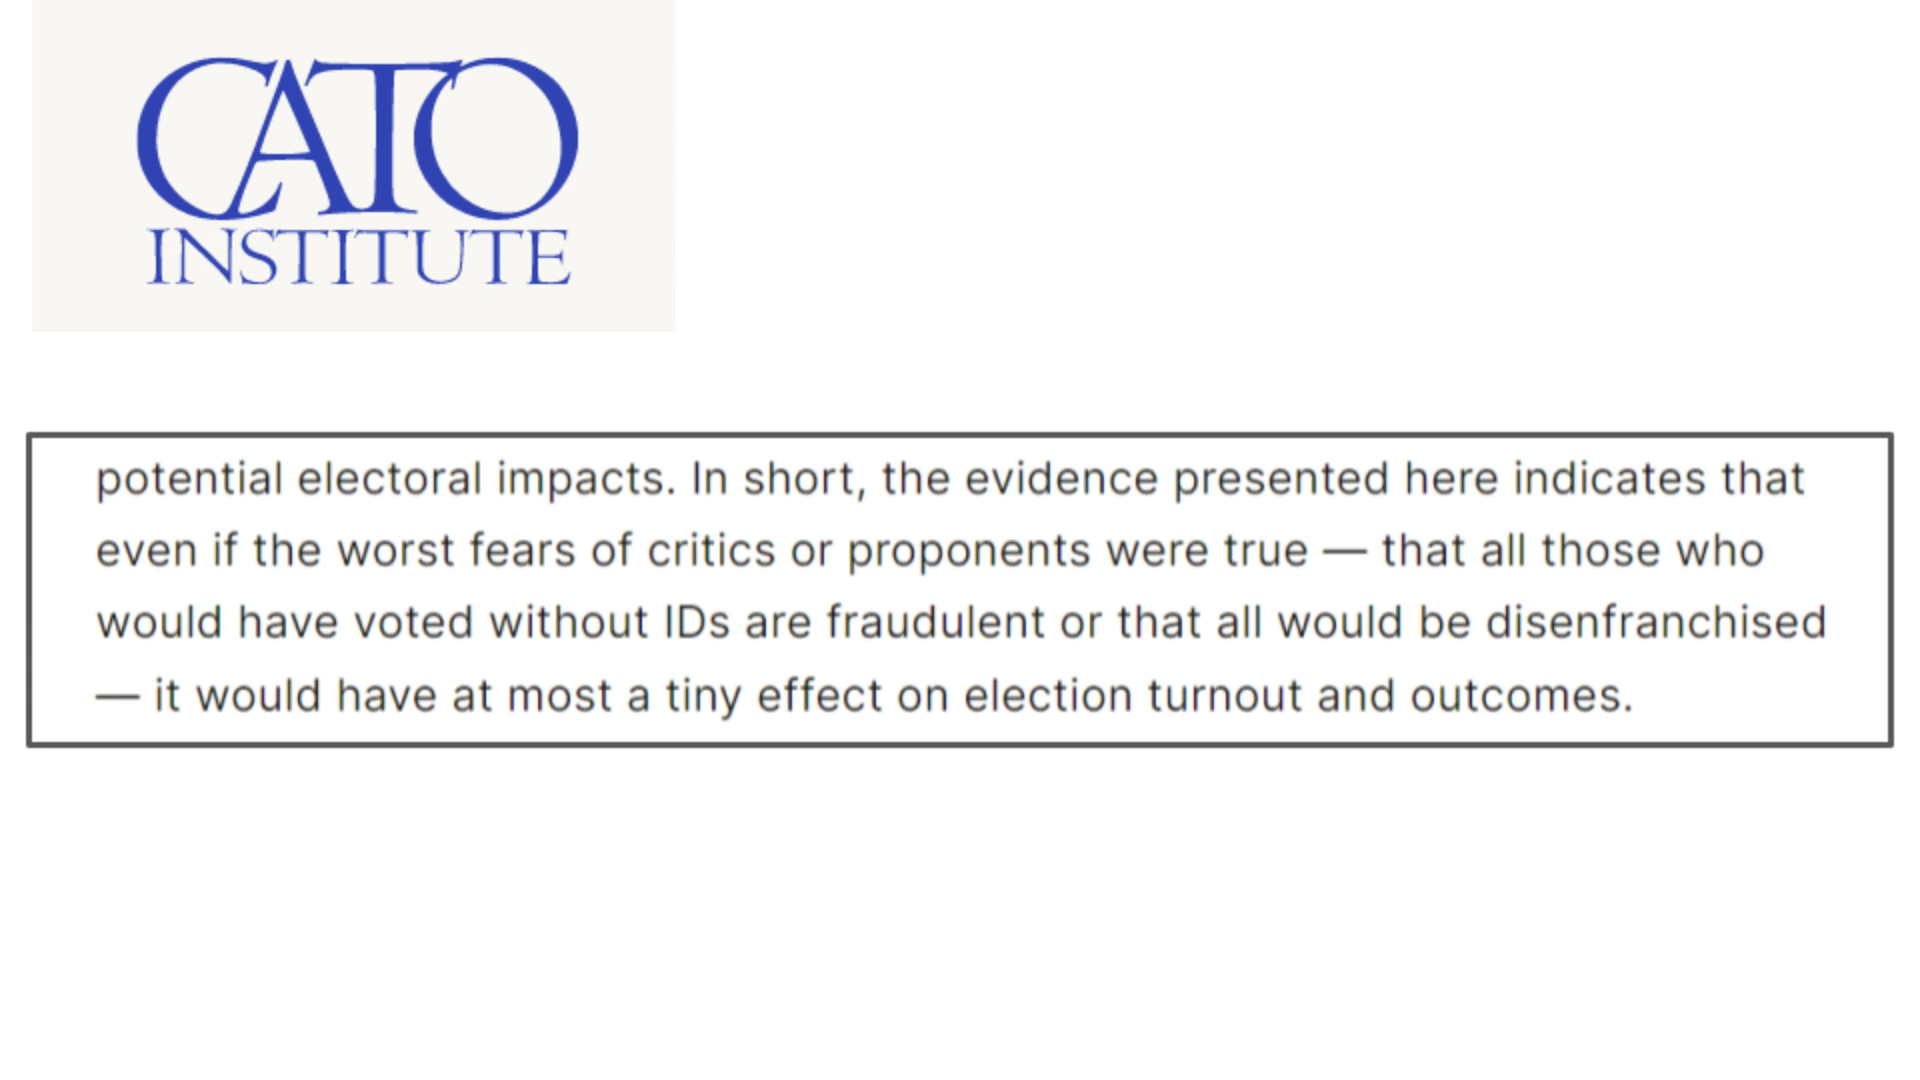 CATO
INSTITUTE
potential electoral impacts. In short, the evidence presented here indicates that
even if the worst fears of critics or proponents were true — that all those who
would have voted without IDs are fraudulent or that all would be disenfranchised
— it would have at most a tiny effect on election turnout and outcomes.